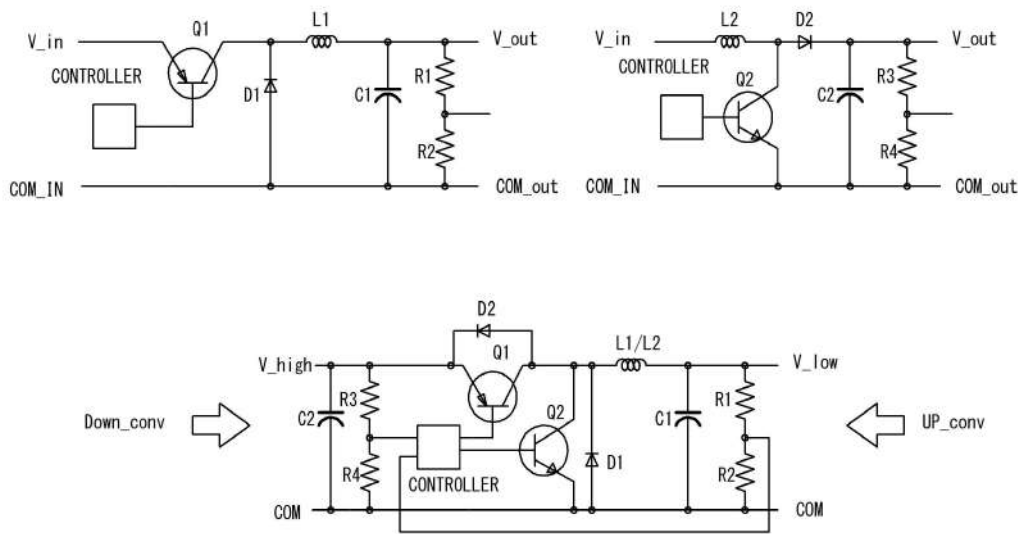 Q1
L1
V_in
V_out
CONTROLLER
D1
C1
R1
R2
COM_IN
COM_out
L2
D2
V_in
V_out
CONTROLLER
Q2
C2
R3
R4
COM_IN
COM_out
D2
Q1
L1/L2
V_high
V_low
Down_conv
C2
R3
Q2
C1
R1
UP_conv
R4
D1
R2
CONTROLLER
COM
COM